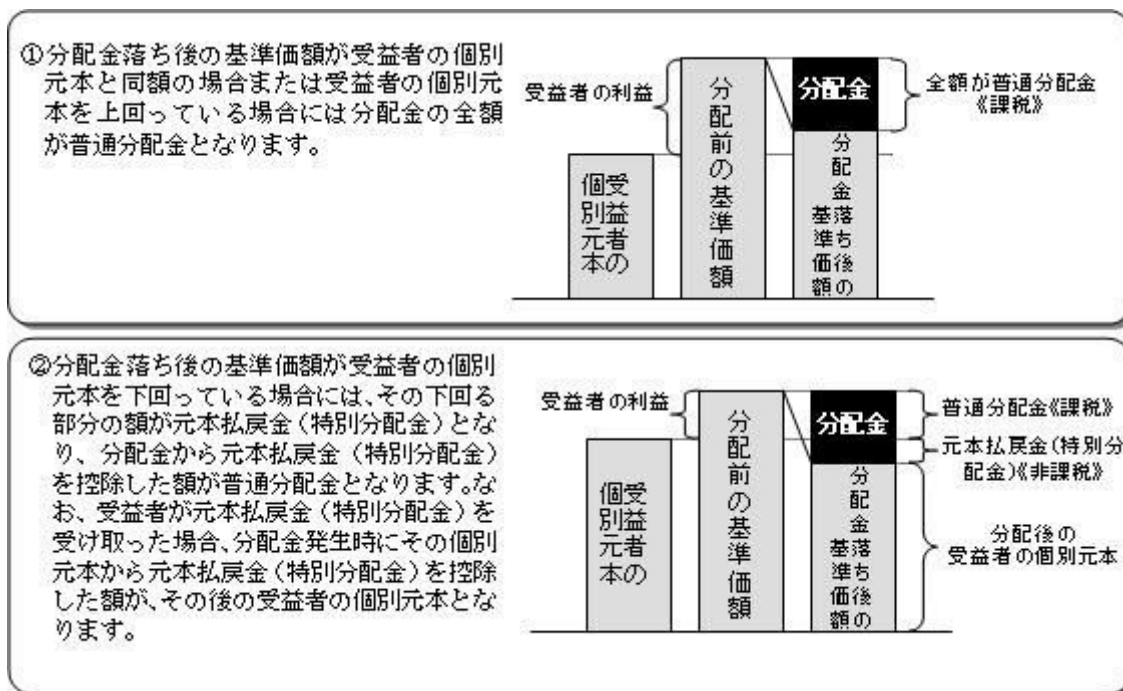 ①分配金落ち後の基準価額が受益者の個別
元本と同額の場合または受益者の個別元
本を上回っている場合には分配金の全額
が普通分配金となります。
受益者の利益
受益者の
個別元本
分配前の基準価額
分配金
分配金落ち後の
基準価額
全額が普通分配金
《課税》
②分配金落ち後の基準価額が受益者の個別
元本を下回っている場合には、その下回る
部分の額が元本払戻金(特別分配金)とな
り、分配金から元本払戻金(特別分配金)
を控除した額が普通分配金となります。な
お、受益者が元本払戻金(特別分配金)を
受け取った場合、分配金発生時にその個別
元本から元本払戻金(特別分配金)を控除
した額が、その後の受益者の個別元本とな
ります。
受益者の利益
受益者の
個別元本
分配前の基準価額
分配金
分配金落ち後の
基準価額
普通分配金《課税》
元本払戻金(特別分
配金)《非課税》
分配後の
受益者の個別元本